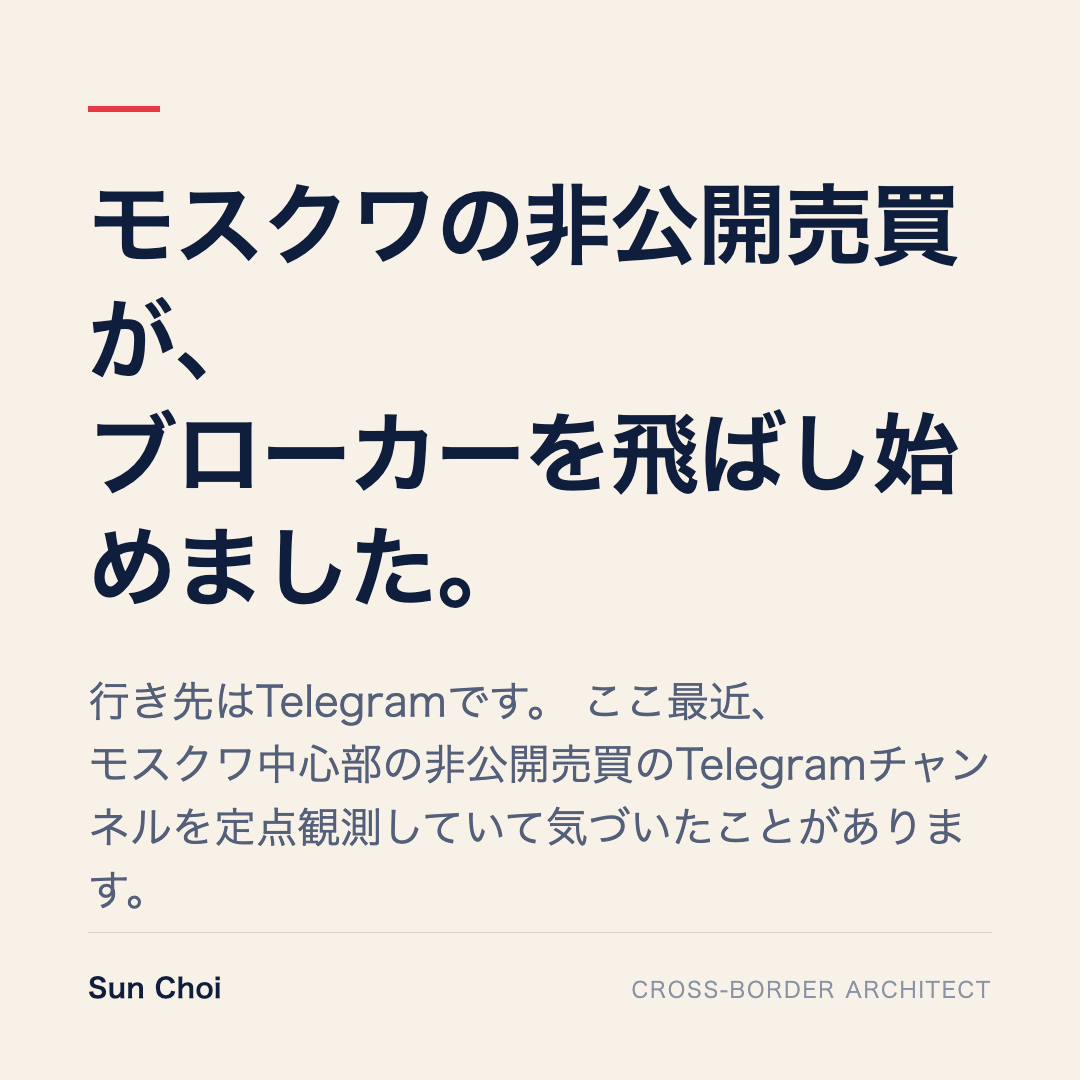 モスクワの非公開売買
が、
ブローカーを飛ばし始
めました。
行き先はTelegramです。 ここ最近、
モスクワ中心部の非公開売買のTelegramチャン
ネルを定点観測していて気づいたことがありま
す。
Sun Choi
CROSS-BORDER ARCHITECT